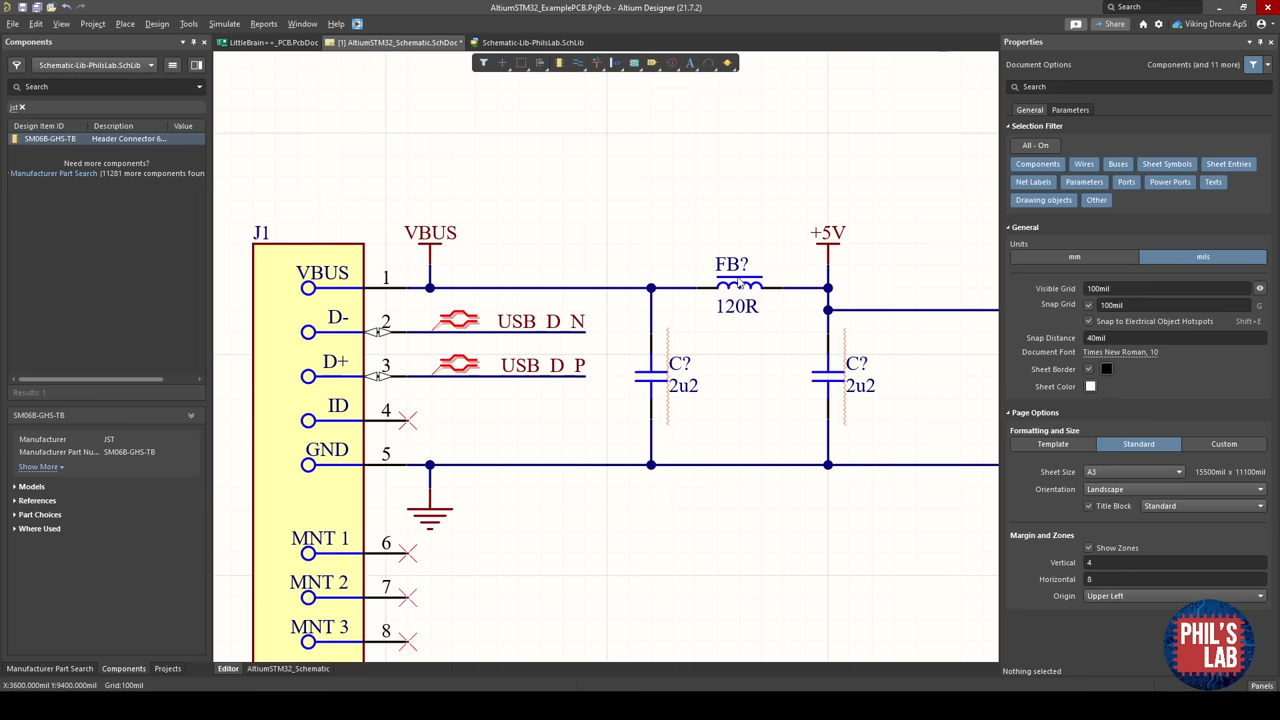 AltiumSTM32_ExamplePCB.PrjPcb - Altium Designer (21.7.2)
Search
File Edit View Project Place Design Tools Simulate Reports Window Help
Share
Viking Drone ApS
Components
LittleBrain++_PCB.PcbDoc
[1] AltiumSTM32_Schematic.SchDoc *
Schematic-Lib-PhilsLab.SchLib
Properties
Schematic-Lib-PhilsLab.SchLib
Document Options
Components (and 11 more)
Search
Search
jst
General
Parameters
Design Item ID
Description
Value
SM06B-GHS-TB
Header Connector 6...
Need more components?
Manufacturer Part Search (11281 more components foun
Selection Filter
All - On
Components
Wires
Buses
Sheet Symbols
Sheet Entries
Net Labels
Parameters
Ports
Power Ports
Texts
Drawing objects
Other
General
Units
mm
mils
Visible Grid
100mil
Snap Grid
100mil
G
Snap to Electrical Object Hotspots
Shift+E
Snap Distance
40mil
Document Font
Times New Roman, 10
Sheet Border
Sheet Color
Page Options
Formatting and Size
Template
Standard
Custom
Sheet Size
A3
15500mil x 11100mil
Orientation
Landscape
Title Block
Standard
Margin and Zones
Show Zones
Vertical
4
Horizontal
8
Origin
Upper Left
J1
VBUS
VBUS
1
D-
2
USB_D_N
D+
3
USB_D_P
ID
4
GND
5
MNT 1
6
MNT 2
7
MNT 3
8
FB?
120R
+5V
C?
2u2
C?
2u2
Results: 1
SM06B-GHS-TB
Manufacturer
JST
Manufacturer Part Nu...
SM06B-GHS-TB
Show More
Models
References
Part Choices
Where Used
PHIL'S
LAB
Manufacturer Part Search
Components
Projects
Editor
AltiumSTM32_Schematic
Nothing selected
X:3600.000mil Y:9400.000mil
Grid:100mil
Panels